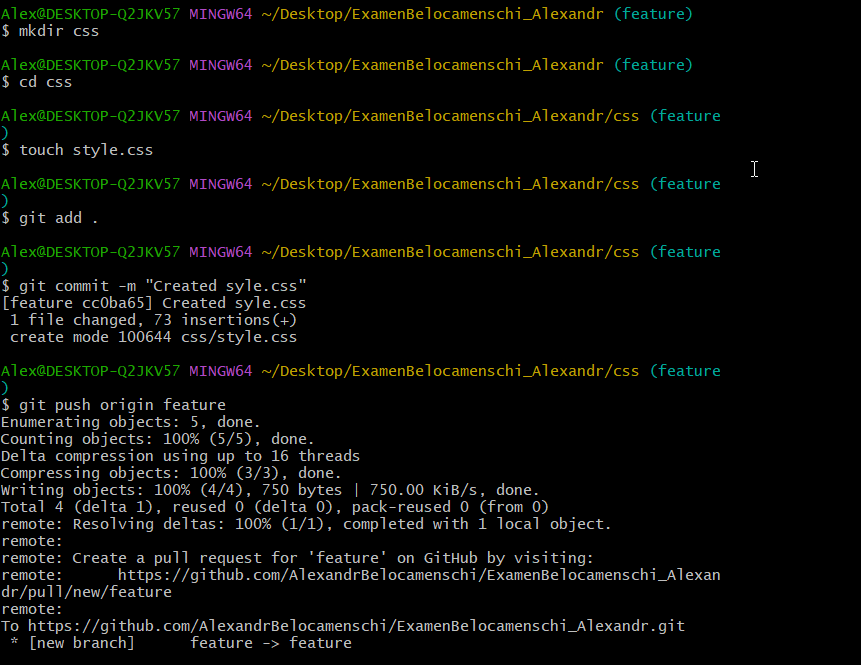 Alex@DESKTOP-Q2JKV57 MINGW64 ~/Desktop/ExamenBelocamenschi_Alexandr (feature)
$ mkdir css
Alex@DESKTOP-Q2JKV57 MINGW64 ~/Desktop/ExamenBelocamenschi_Alexandr (feature)
$ cd css
Alex@DESKTOP-Q2JKV57 MINGW64 ~/Desktop/ExamenBelocamenschi_Alexandr/css (feature
)
$ touch style.css
Alex@DESKTOP-Q2JKV57 MINGW64 ~/Desktop/ExamenBelocamenschi_Alexandr/css (feature
)
$ git add .
Alex@DESKTOP-Q2JKV57 MINGW64 ~/Desktop/ExamenBelocamenschi_Alexandr/css (feature
)
$ git commit -m "Created syle.css"
[feature cc0ba65] Created syle.css
 1 file changed, 73 insertions(+)
 create mode 100644 css/style.css
Alex@DESKTOP-Q2JKV57 MINGW64 ~/Desktop/ExamenBelocamenschi_Alexandr/css (feature
)
$ git push origin feature
Enumerating objects: 5, done.
Counting objects: 100% (5/5), done.
Delta compression using up to 16 threads
Compressing objects: 100% (3/3), done.
Writing objects: 100% (4/4), 750 bytes | 750.00 KiB/s, done.
Total 4 (delta 1), reused 0 (delta 0), pack-reused 0 (from 0)
remote: Resolving deltas: 100% (1/1), completed with 1 local object.
remote:
remote: Create a pull request for 'feature' on GitHub by visiting:
remote:      https://github.com/AlexandrBelocamenschi/ExamenBelocamenschi_Alexan
dr/pull/new/feature
remote:
To https://github.com/AlexandrBelocamenschi/ExamenBelocamenschi_Alexandr.git
 * [new branch]      feature -> feature